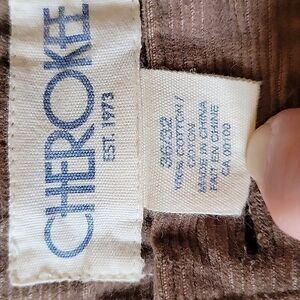 CHEROKEE
EST. 1973
36/32
100% COTTON /
COTON
MADE IN CHINA
FAIT EN CHINE
CA 00100